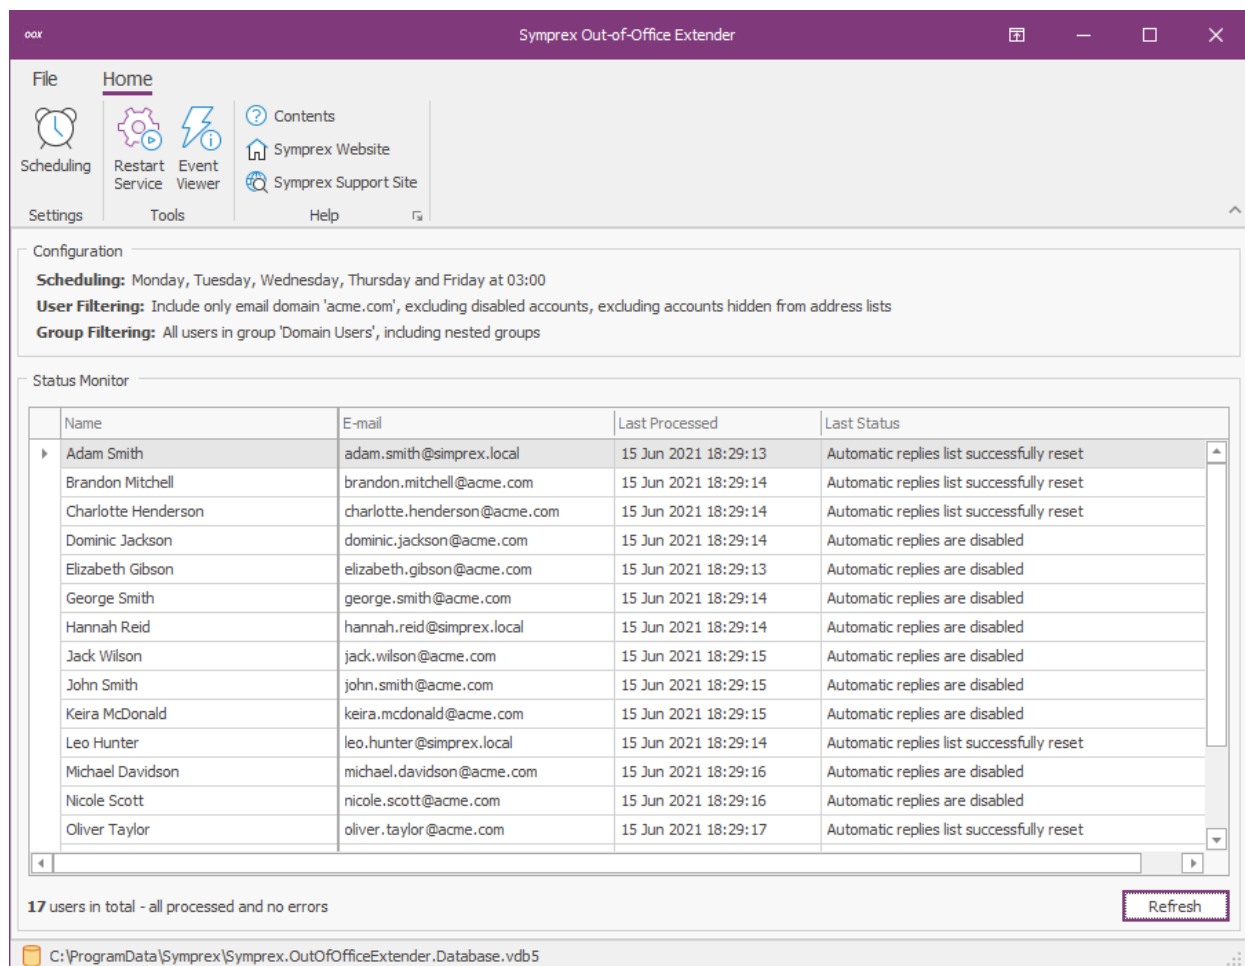 oox Symprex Out-of-Office Extender
File Home
Contents
Symprex Website
Symprex Support Site
Scheduling Restart Service Event Viewer
Settings Tools Help
Configuration
Scheduling: Monday, Tuesday, Wednesday, Thursday and Friday at 03:00
User Filtering: Include only email domain 'acme.com', excluding disabled accounts, excluding accounts hidden from address lists
Group Filtering: All users in group 'Domain Users', including nested groups
Status Monitor
Name E-mail Last Processed Last Status
Adam Smith adam.smith@simprex.local 15 Jun 2021 18:29:13 Automatic replies list successfully reset
Brandon Mitchell brandon.mitchell@acme.com 15 Jun 2021 18:29:14 Automatic replies list successfully reset
Charlotte Henderson charlotte.henderson@acme.com 15 Jun 2021 18:29:14 Automatic replies list successfully reset
Dominic Jackson dominic.jackson@acme.com 15 Jun 2021 18:29:14 Automatic replies are disabled
Elizabeth Gibson elizabeth.gibson@acme.com 15 Jun 2021 18:29:13 Automatic replies are disabled
George Smith george.smith@acme.com 15 Jun 2021 18:29:14 Automatic replies are disabled
Hannah Reid hannah.reid@simprex.local 15 Jun 2021 18:29:14 Automatic replies are disabled
Jack Wilson jack.wilson@acme.com 15 Jun 2021 18:29:15 Automatic replies are disabled
John Smith john.smith@acme.com 15 Jun 2021 18:29:15 Automatic replies are disabled
Keira McDonald keira.mcdonald@acme.com 15 Jun 2021 18:29:15 Automatic replies are disabled
Leo Hunter leo.hunter@simprex.local 15 Jun 2021 18:29:14 Automatic replies list successfully reset
Michael Davidson michael.davidson@acme.com 15 Jun 2021 18:29:16 Automatic replies are disabled
Nicole Scott nicole.scott@acme.com 15 Jun 2021 18:29:16 Automatic replies are disabled
Oliver Taylor oliver.taylor@acme.com 15 Jun 2021 18:29:17 Automatic replies list successfully reset
17 users in total - all processed and no errors Refresh
C:\ProgramData\Symprex\Symprex.OutOfOfficeExtender.Database.vdb5